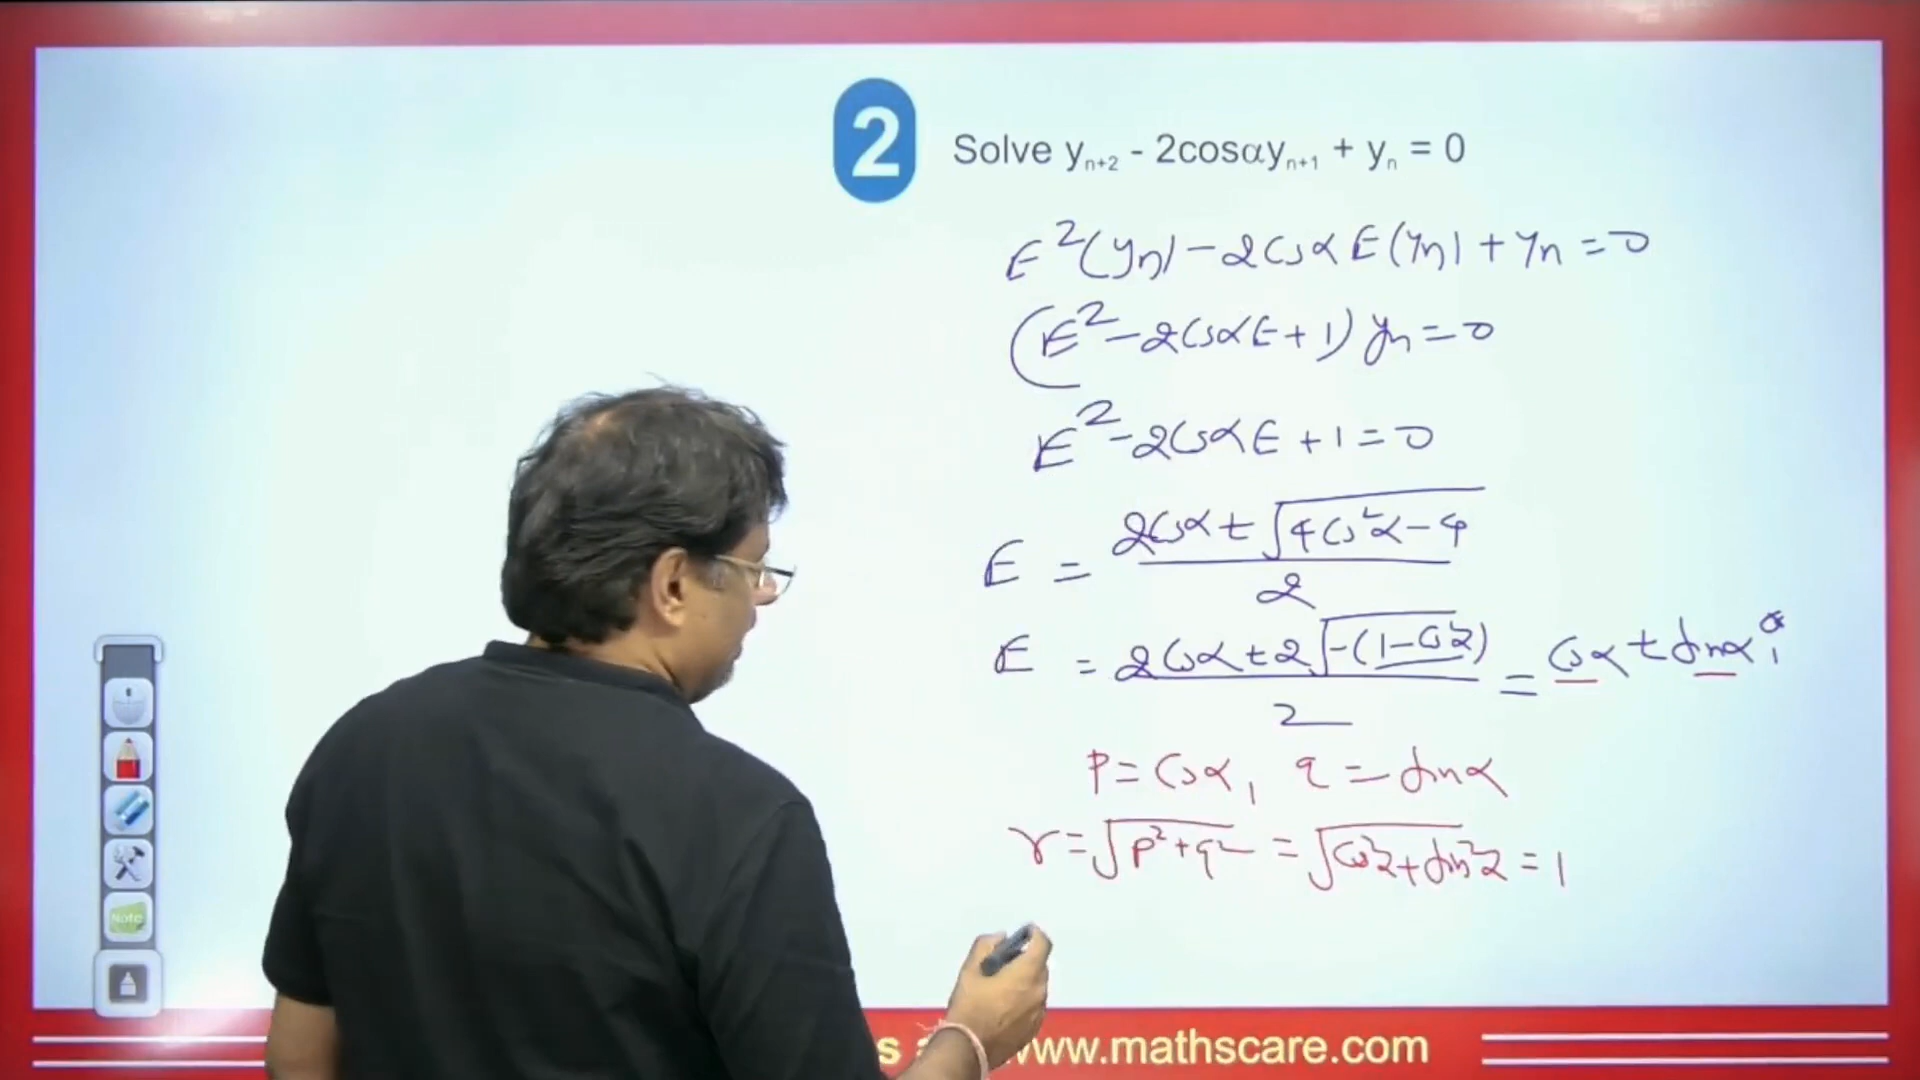 2
Solve yₙ₊₂ - 2cosαyₙ₊₁ + yₙ = 0
E²(yₙ) - 2cosα E(yₙ) + yₙ = 0
(E² - 2cosαE + 1) yₙ = 0
E² - 2cosαE + 1 = 0
E = (2cosα ± √(4cos²α - 4)) / 2
E = (2cosα ± 2√(-(1 - cos²α))) / 2 = cosα ± sinα i
p = cosα, q = sinα
r = √(p² + q²) = √(cos²α + sin²α) = 1
Note
www.mathscare.com